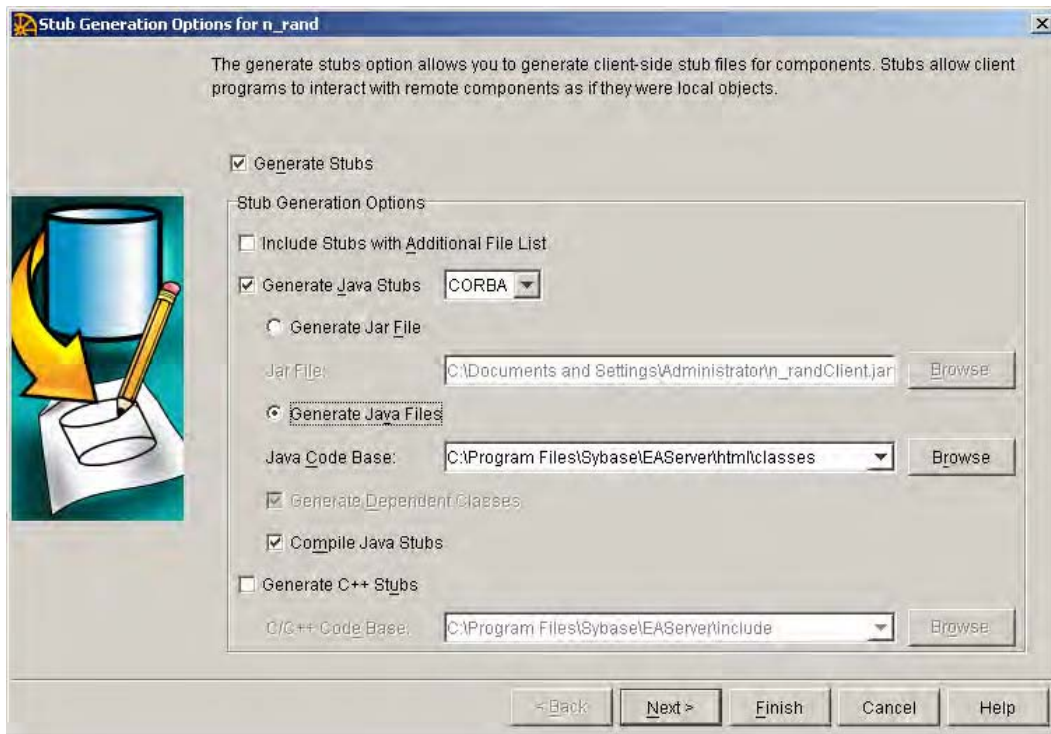 Stub Generation Options for n_rand
The generate stubs option allows you to generate client-side stub files for components. Stubs allow client
programs to interact with remote components as if they were local objects.
Generate Stubs
Stub Generation Options
Include Stubs with Additional File List
Generate Java Stubs CORBA
Generate Jar File
Jar File: C:\Documents and Settings\Administrator\n_randClient.jar Browse
Generate Java Files
Java Code Base: C:\Program Files\Sybase\EAServer\html\classes Browse
Generate Dependent Classes
Compile Java Stubs
Generate C++ Stubs
C/C++ Code Base: C:\Program Files\Sybase\EAServer\include Browse
< Back Next > Finish Cancel Help